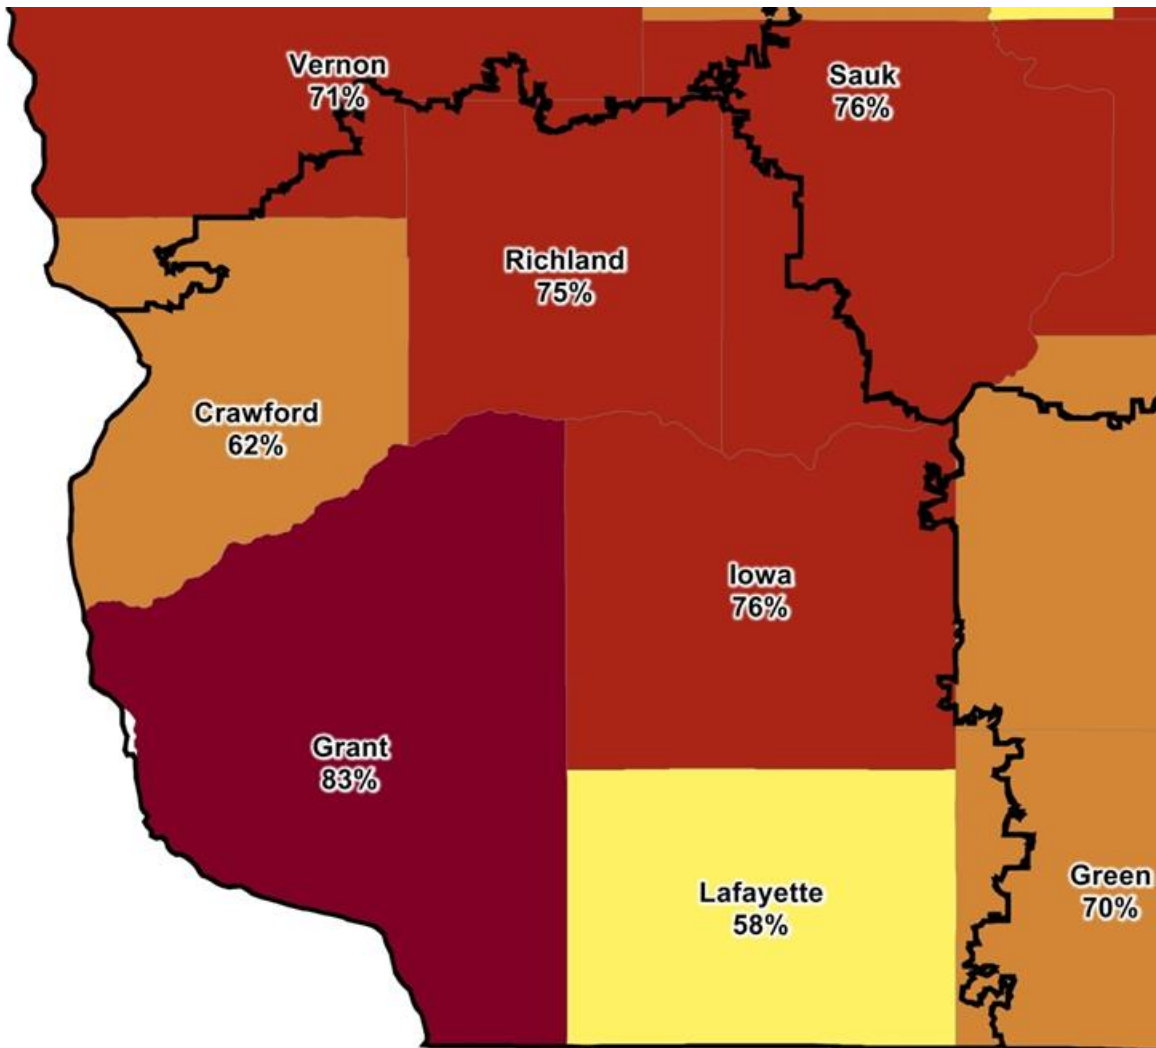 Vernon
71%
Sauk
76%
Richland
75%
Crawford
62%
Iowa
76%
Grant
83%
Lafayette
58%
Green
70%